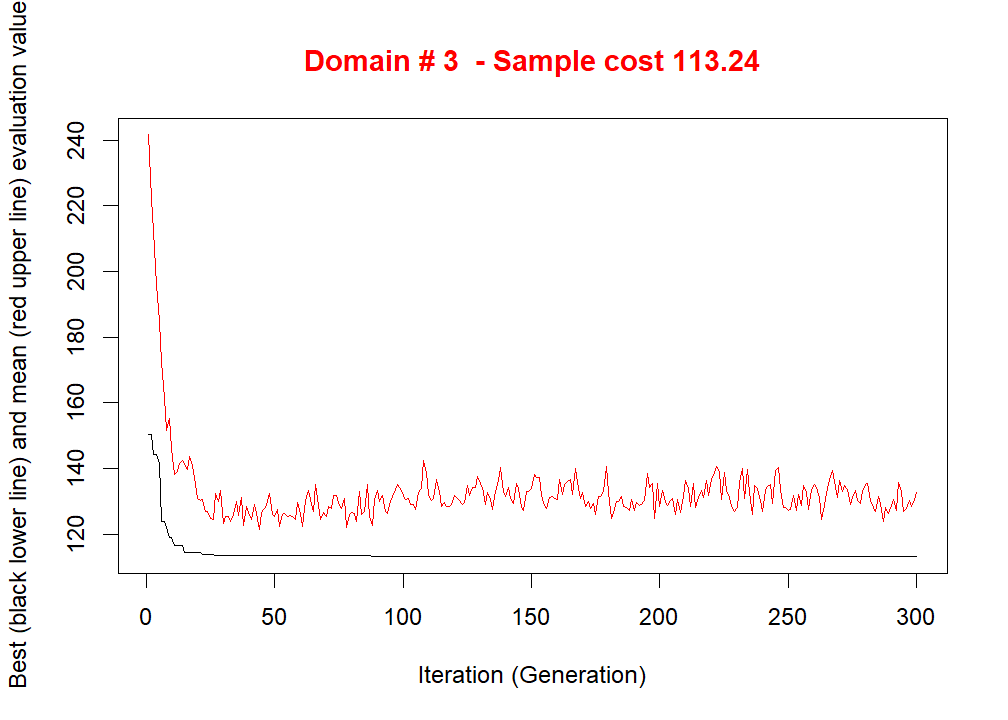 Domain # 3  - Sample cost 113.24
Best (black lower line) and mean (red upper line) evaluation value
240
220
200
180
160
140
120
0 50 100 150 200 250 300
Iteration (Generation)